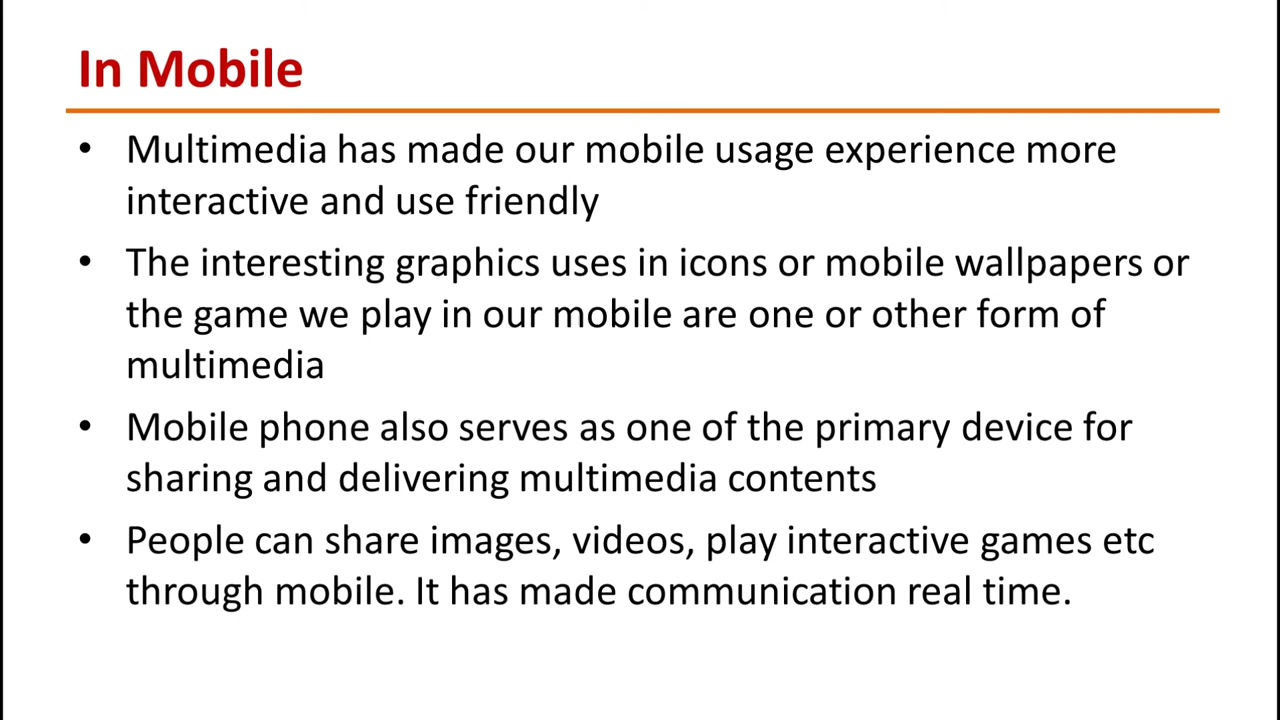 In Mobile
• Multimedia has made our mobile usage experience more
interactive and use friendly
• The interesting graphics uses in icons or mobile wallpapers or
the game we play in our mobile are one or other form of
multimedia
• Mobile phone also serves as one of the primary device for
sharing and delivering multimedia contents
• People can share images, videos, play interactive games etc
through mobile. It has made communication real time.